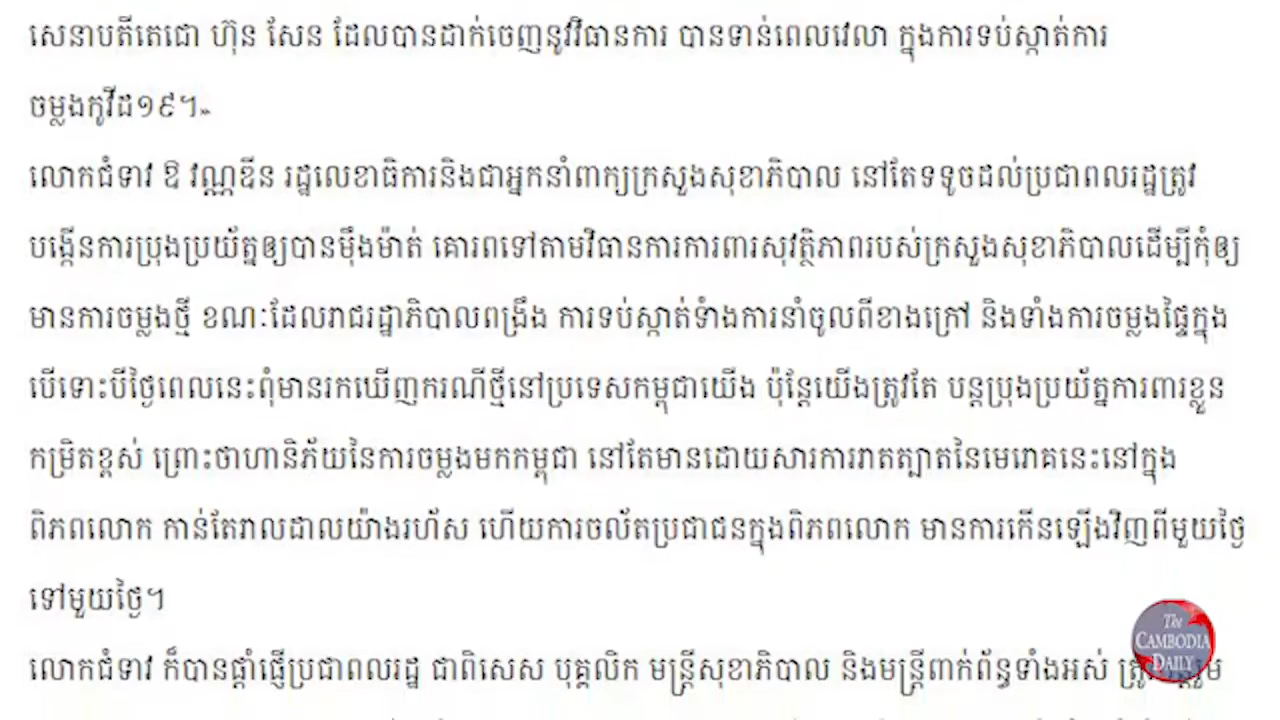 សេនាបតីតេជោ ហ៊ុន សែន ដែលបានដាក់ចេញនូវវិធានការ បានទាន់ពេលវេលា ក្នុងការទប់ស្កាត់ការ
ចម្លងកូវីដ១៩។»
លោកជំទាវ ឱ វណ្ណឌីន រដ្ឋលេខាធិការនិងជាអ្នកនាំពាក្យក្រសួងសុខាភិបាល នៅតែទទូចដល់ប្រជាពលរដ្ឋត្រូវ
បង្កើនការប្រុងប្រយ័ត្នឲ្យបានម៉ឺងម៉ាត់ គោរពទៅតាមវិធានការការពារសុវត្ថិភាពរបស់ក្រសួងសុខាភិបាលដើម្បីកុំឲ្យ
មានការចម្លងថ្មី ខណៈដែលរាជរដ្ឋាភិបាលពង្រឹង ការទប់ស្កាត់ទំាងការនាំចូលពីខាងក្រៅ និងទាំងការចម្លងផ្ទៃក្នុង
បើទោះបីថ្ងៃពេលនេះពុំមានរកឃើញករណីថ្មីនៅប្រទេសកម្ពុជាយើង ប៉ុន្តែយើងត្រូវតែ បន្តប្រុងប្រយ័ត្នការពារខ្លួន
កម្រិតខ្ពស់ ព្រោះថាហានិភ័យនៃការចម្លងមកកម្ពុជា នៅតែមានដោយសារការរាតត្បាតនៃមេរោគនេះនៅក្នុង
ពិភពលោក កាន់តែរាលដាលយ៉ាងរហ័ស ហើយការចល័តប្រជាជនក្នុងពិភពលោក មានការកើនឡើងវិញពីមួយថ្ងៃ
ទៅមួយថ្ងៃ។
លោកជំទាវ ក៏បានផ្តាំផ្ញើប្រជាពលរដ្ឋ ជាពិសេស បុគ្គលិក មន្ត្រីសុខាភិបាល និងមន្ត្រីពាក់ព័ន្ធទាំងអស់
The
CAMBODIA
DAILY